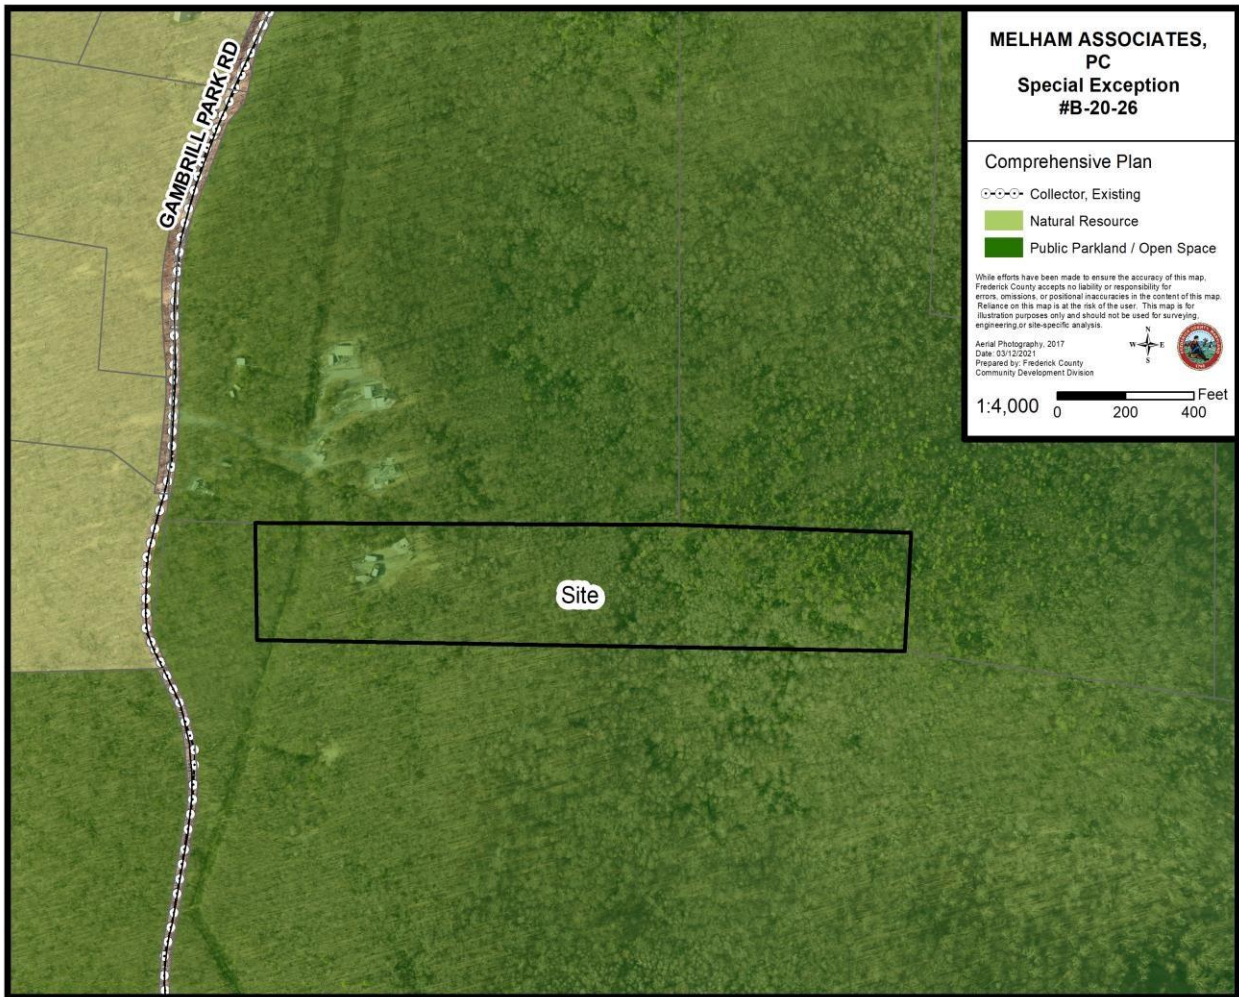 GAMBRILL PARK RD
Site
MELHAM ASSOCIATES,
PC
Special Exception
#B-20-26
Comprehensive Plan
Collector, Existing
Natural Resource
Public Parkland / Open Space
While efforts have been made to ensure the accuracy of this map,
Frederick County accepts no liability or responsibility for
errors, omissions, or positional inaccuracies in the content of this map.
Reliance on this map is at the risk of the user. This map is for
illustration purposes only and should not be used for surveying,
engineering,or site-specific analysis.
Aerial Photography, 2017
Date: 03/12/2021
Prepared by: Frederick County
Community Development Division
N
W E
S
1:4,000
Feet
0 200 400